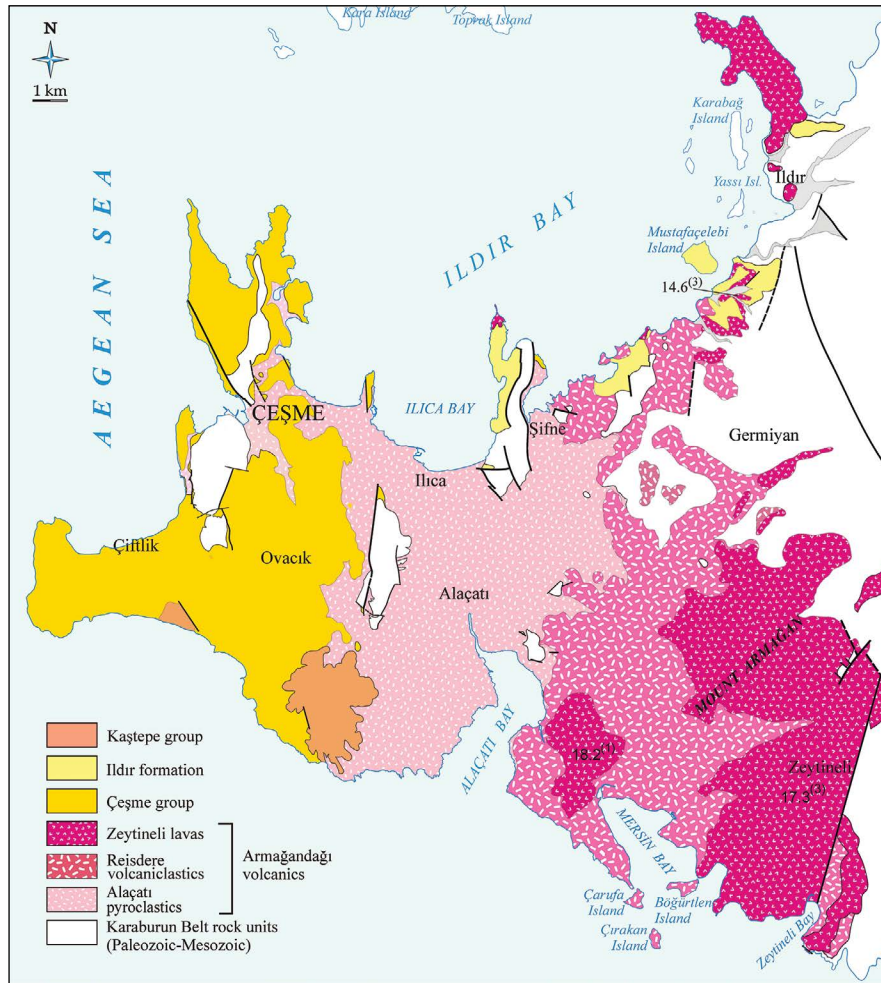 Kara Island
Toprak Island
N
1 km
Karabağ
Island
Ildır
Yassı Isl.
Mustafaçelebi
Island
14.6(3)
AEGEAN SEA
ILDIR BAY
ÇEŞME
ILICA BAY
Şifne
Germiyan
Ilıca
Çiftlik
Ovacık
Alaçatı
MOUNT ARMAĞAN
ALAÇATI BAY
18.2(1)
Zeytineli
17.3(3)
MERSİN BAY
Çarufa
Island
Böğürtlen
Island
Çırakan
Island
Zeytineli Bay
Kaştepe group
Ildır formation
Çeşme group
Zeytineli lavas
Reisdere
volcaniclastics
Alaçatı
pyroclastics
Armağandağı
volcanics
Karaburun Belt rock units
(Paleozoic-Mesozoic)